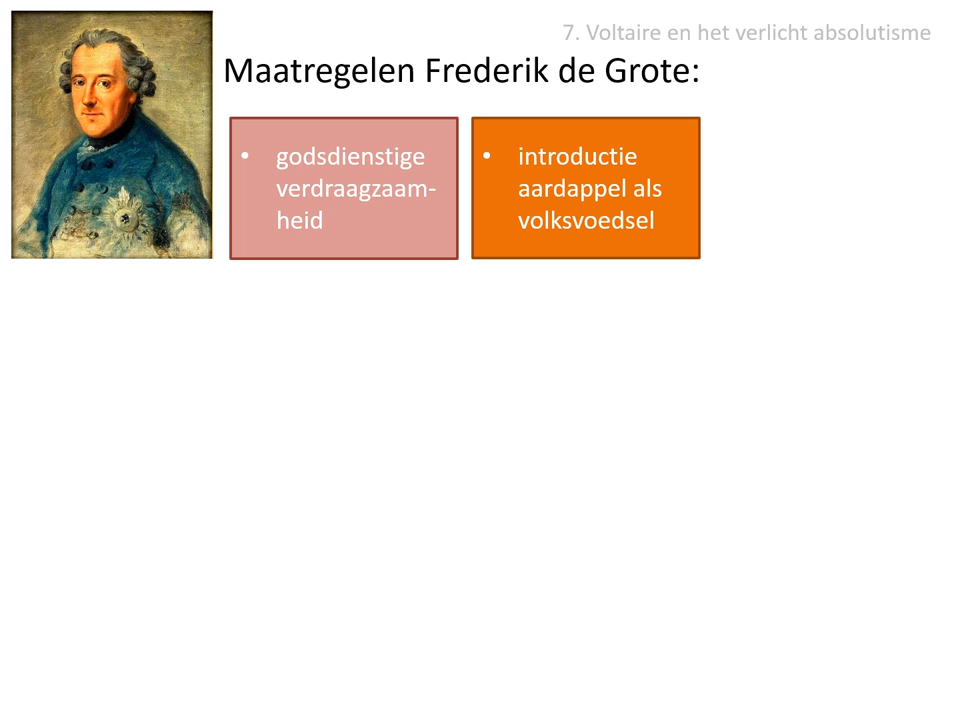 7. Voltaire en het verlicht absolutisme
Maatregelen Frederik de Grote:
• godsdienstige
verdraagzaam-
heid
• introductie
aardappel als
volksvoedsel